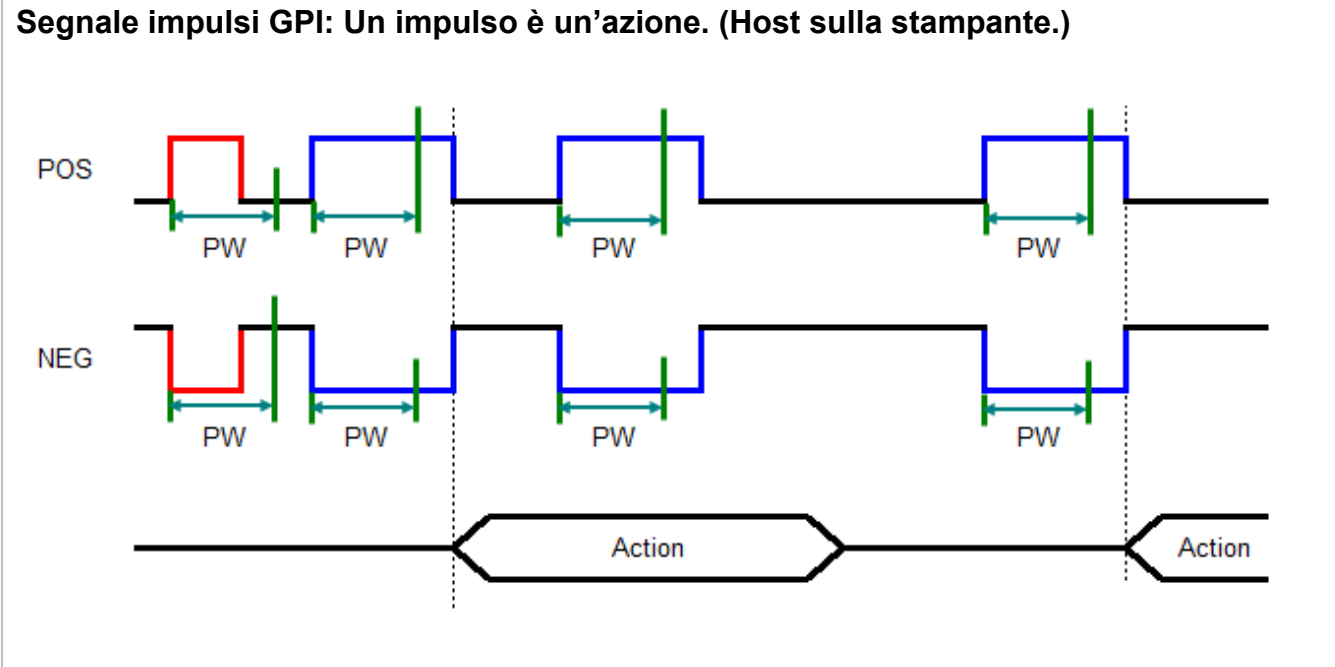 Segnale impulsi GPI: Un impulso è un’azione. (Host sulla stampante.)
POS
PW PW PW PW
NEG
PW PW PW PW
Action Action